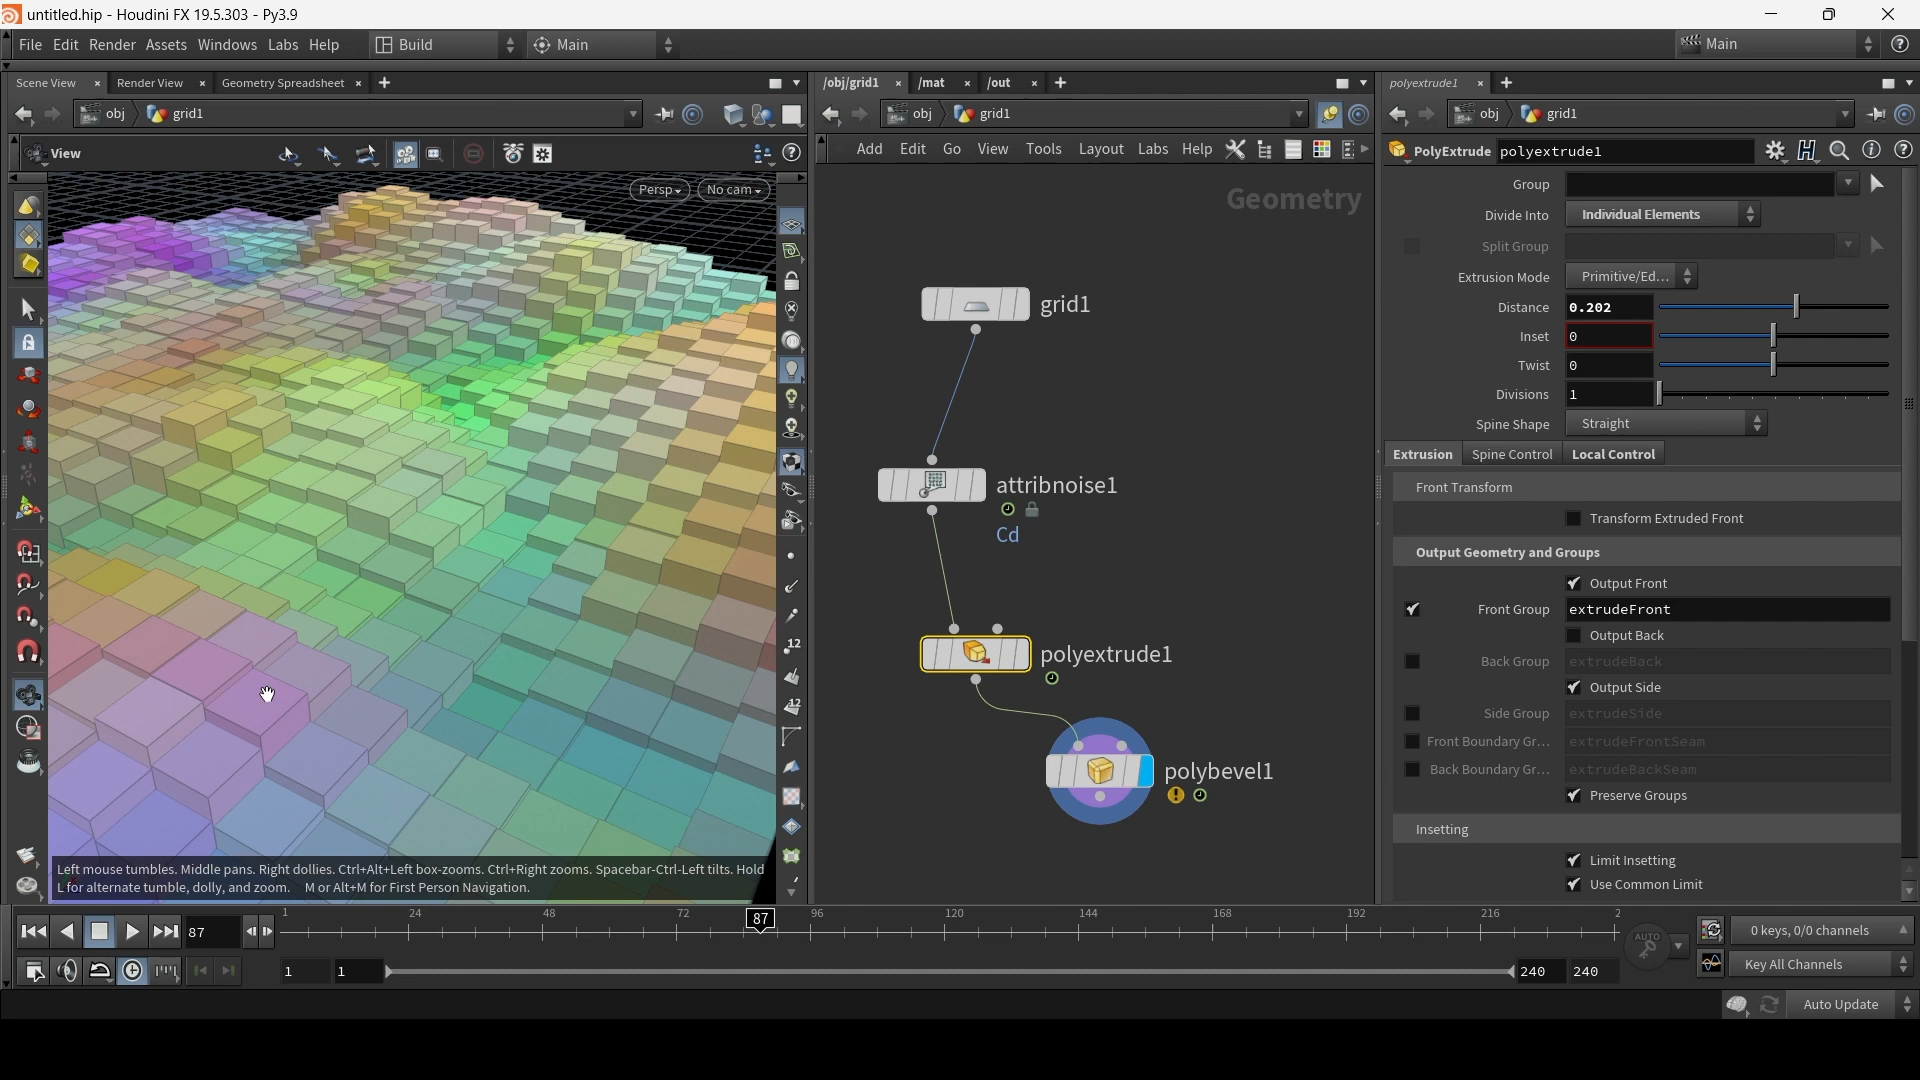 untitled.hip - Houdini FX 19.5.303 - Py3.9
File Edit Render Assets Windows Labs Help Build Main Main
Scene View Render View Geometry Spreadsheet
obj grid1
View
Persp No cam
12
12
Left mouse tumbles. Middle pans. Right dollies. Ctrl+Alt+Left box-zooms. Ctrl+Right zooms. Spacebar-Ctrl-Left tilts. Hold
L for alternate tumble, dolly, and zoom. M or Alt+M for First Person Navigation.
/obj/grid1 /mat /out
obj grid1
Add Edit Go View Tools Layout Labs Help
Geometry
grid1
attribnoise1
Cd
polyextrude1
polybevel1
polyextrude1
obj grid1
PolyExtrude polyextrude1
Group
Divide Into Individual Elements
Split Group
Extrusion Mode Primitive/Ed...
Distance 0.202
Inset 0
Twist 0
Divisions 1
Spine Shape Straight
Extrusion Spine Control Local Control
Front Transform
Transform Extruded Front
Output Geometry and Groups
Output Front
Front Group extrudeFront
Output Back
Back Group extrudeBack
Output Side
Side Group extrudeSide
Front Boundary Gr... extrudeFrontSeam
Back Boundary Gr... extrudeBackSeam
Preserve Groups
Insetting
Limit Insetting
Use Common Limit
87 1 24 48 72 87 96 120 144 168 192 216 2
AUTO
0 keys, 0/0 channels
1 1 240 240
Key All Channels
Auto Update